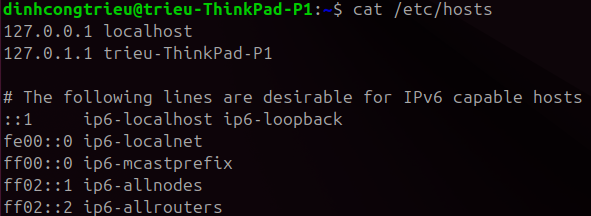 dinhcongtrieu@trieu-ThinkPad-P1:~$ cat /etc/hosts
127.0.0.1 localhost
127.0.1.1 trieu-ThinkPad-P1

# The following lines are desirable for IPv6 capable hosts
::1     ip6-localhost ip6-loopback
fe00::0 ip6-localnet
ff00::0 ip6-mcastprefix
ff02::1 ip6-allnodes
ff02::2 ip6-allrouters